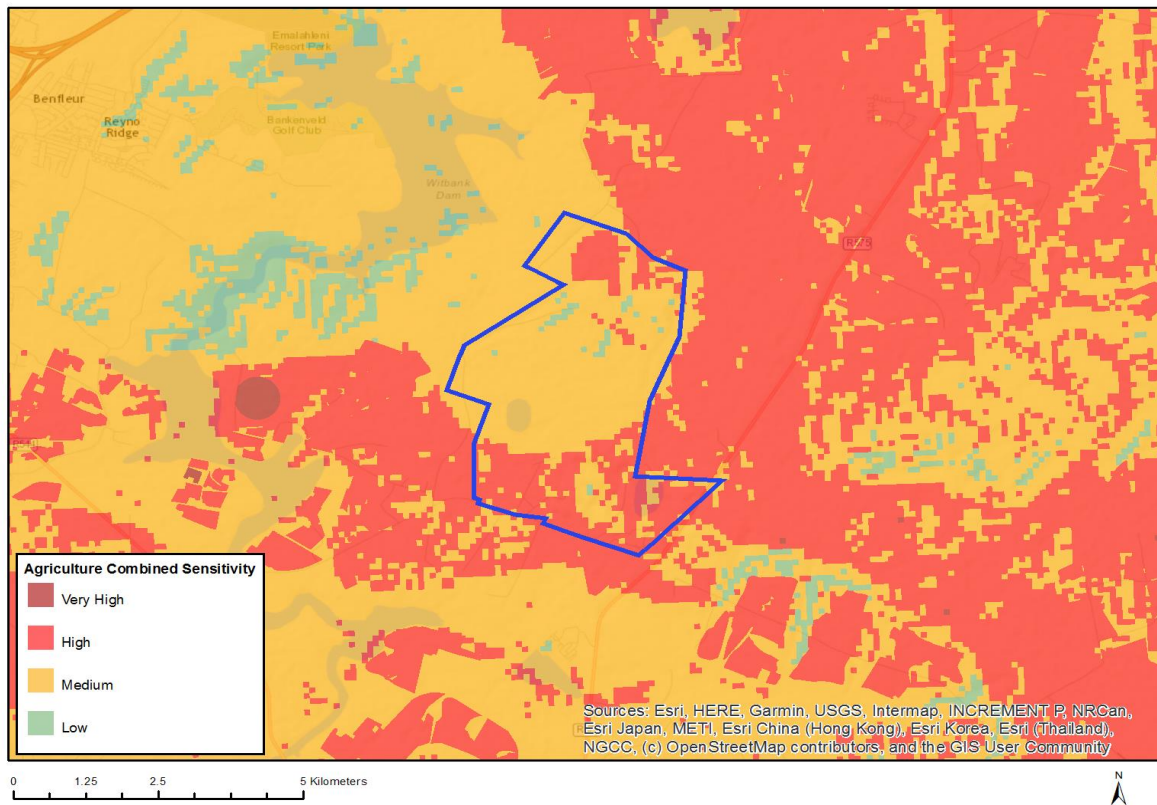 Emalahleni
Resort Park
Benfleur
Reyno
Ridge
Bankenveld
Golf Club
Witbank
Dam
Agriculture Combined Sensitivity
Very High
High
Medium
Low
Sources: Esri, HERE, Garmin, USGS, Intermap, INCREMENT P, NRCan,
Esri Japan, METI, Esri China (Hong Kong), Esri Korea, Esri (Thailand),
NGCC, (c) OpenStreetMap contributors, and the GIS User Community
0 1.25 2.5 5 Kilometers
N